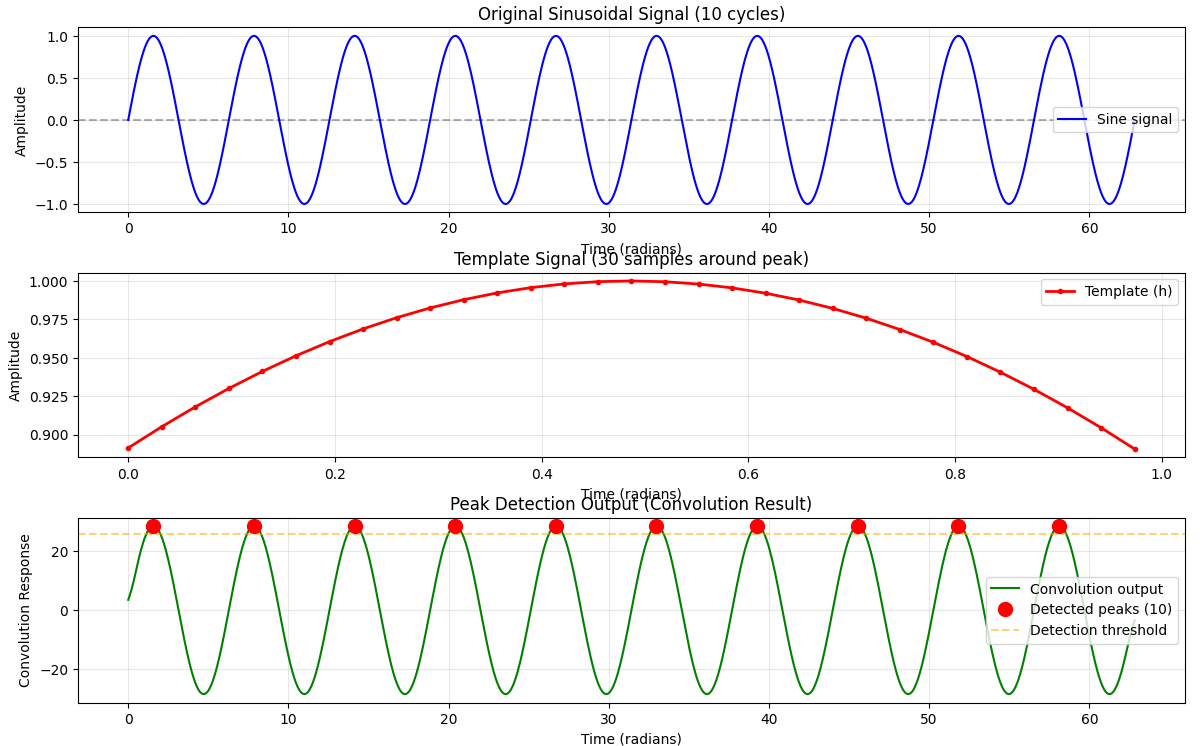 Original Sinusoidal Signal (10 cycles)
1.0
0.5
0.0
−0.5
−1.0
Amplitude
Sine signal
0 10 20 30 40 50 60
Time (radians)
Template Signal (30 samples around peak)
1.000
0.975
0.950
0.925
0.900
Amplitude
Template (h)
0.0 0.2 0.4 0.6 0.8 1.0
Time (radians)
Peak Detection Output (Convolution Result)
20
0
−20
Convolution Response
Convolution output
Detected peaks (10)
Detection threshold
0 10 20 30 40 50 60
Time (radians)